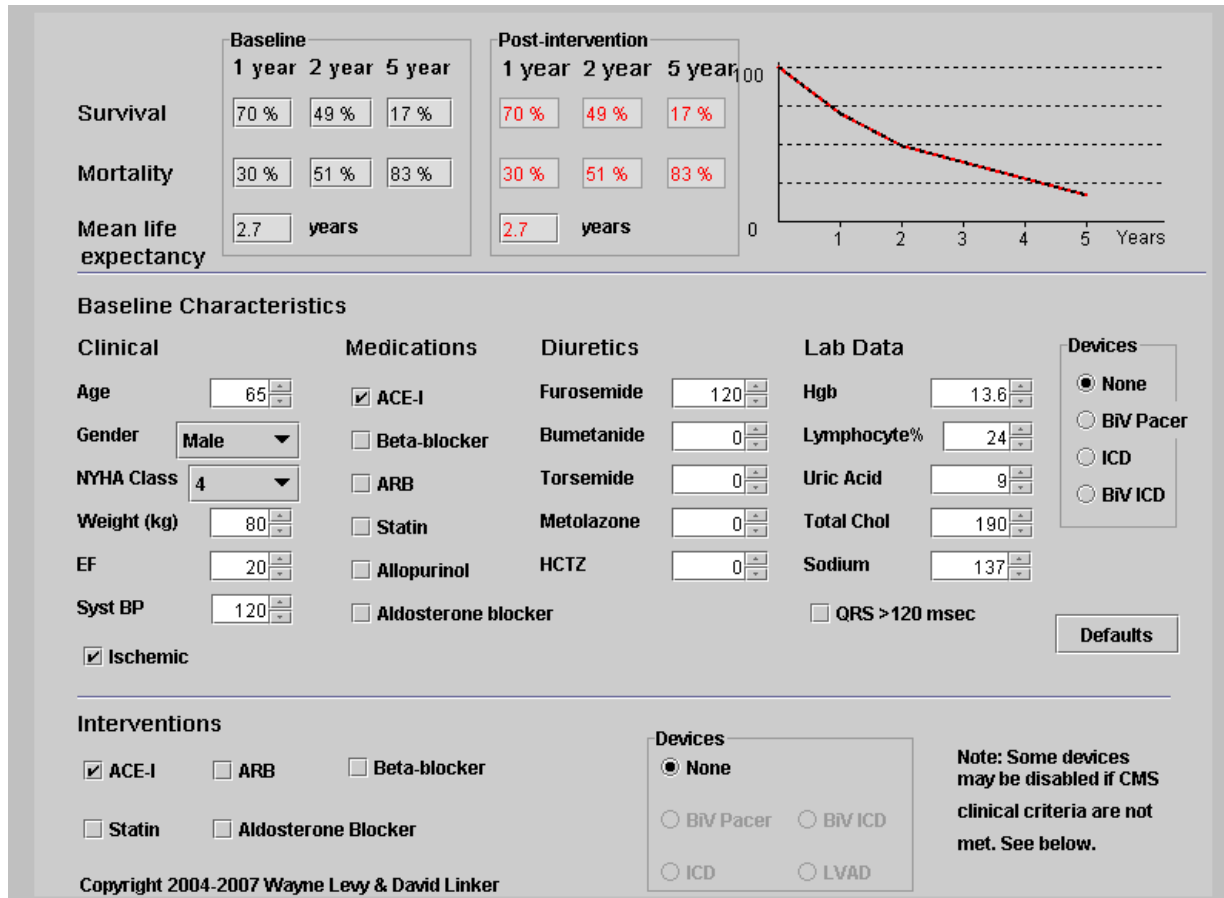 Baseline
1 year 2 year 5 year
Post-intervention
1 year 2 year 5 year
Survival 70 % 49 % 17 % 70 % 49 % 17 %
Mortality 30 % 51 % 83 % 30 % 51 % 83 %
Mean life expectancy 2.7 years 2.7 years
100
0
1 2 3 4 5 Years
Baseline Characteristics
Clinical
Age 65
Gender Male
NYHA Class 4
Weight (kg) 80
EF 20
Syst BP 120
Ischemic
Medications
ACE-I
Beta-blocker
ARB
Statin
Allopurinol
Aldosterone blocker
Diuretics
Furosemide 120
Bumetanide 0
Torsemide 0
Metolazone 0
HCTZ 0
Lab Data
Hgb 13.6
Lymphocyte% 24
Uric Acid 9
Total Chol 190
Sodium 137
QRS >120 msec
Devices
None
BiV Pacer
ICD
BiV ICD
Defaults
Interventions
ACE-I ARB Beta-blocker
Statin Aldosterone Blocker
Devices
None
BiV Pacer BiV ICD
ICD LVAD
Note: Some devices
may be disabled if CMS
clinical criteria are not
met. See below.
Copyright 2004-2007 Wayne Levy & David Linker